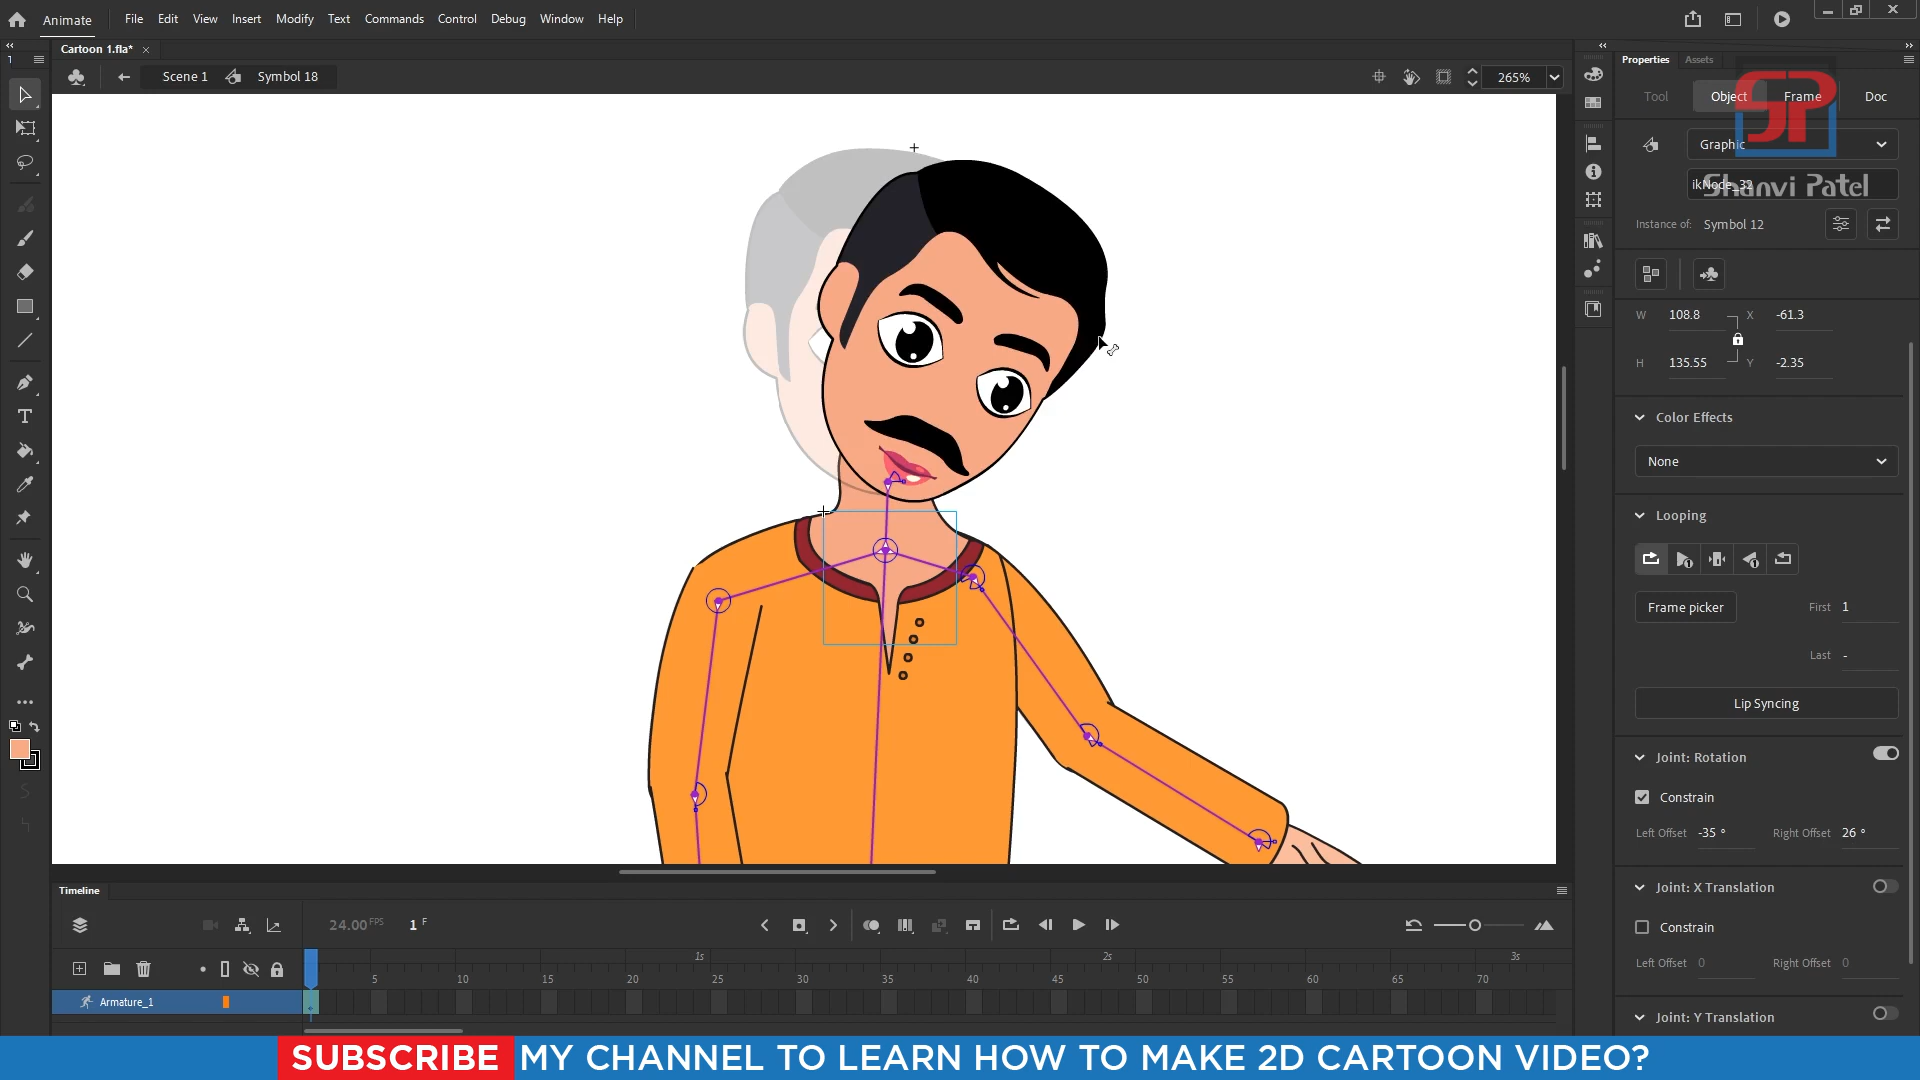 Animate File Edit View Insert Modify Text Commands Control Debug Window Help
1 Cartoon 1.fla* ×
Scene 1 Symbol 18 265%
Properties Assets
Tool Object Frame Doc
Graphic
ikNode_32
Shanvi Patel
Instance of: Symbol 12
W 108.8 X -61.3
H 135.55 Y -2.35
Color Effects
None
Looping
Frame picker First 1
Last -
Lip Syncing
Joint: Rotation
Constrain
Left Offset -35 ° Right Offset 26 °
Joint: X Translation
Constrain
Left Offset 0 Right Offset 0
Joint: Y Translation
Timeline
24.00 FPS 1 F
1s 2s 3s
5 10 15 20 25 30 35 40 45 50 55 60 65 70
Armature_1
SUBSCRIBE MY CHANNEL TO LEARN HOW TO MAKE 2D CARTOON VIDEO?